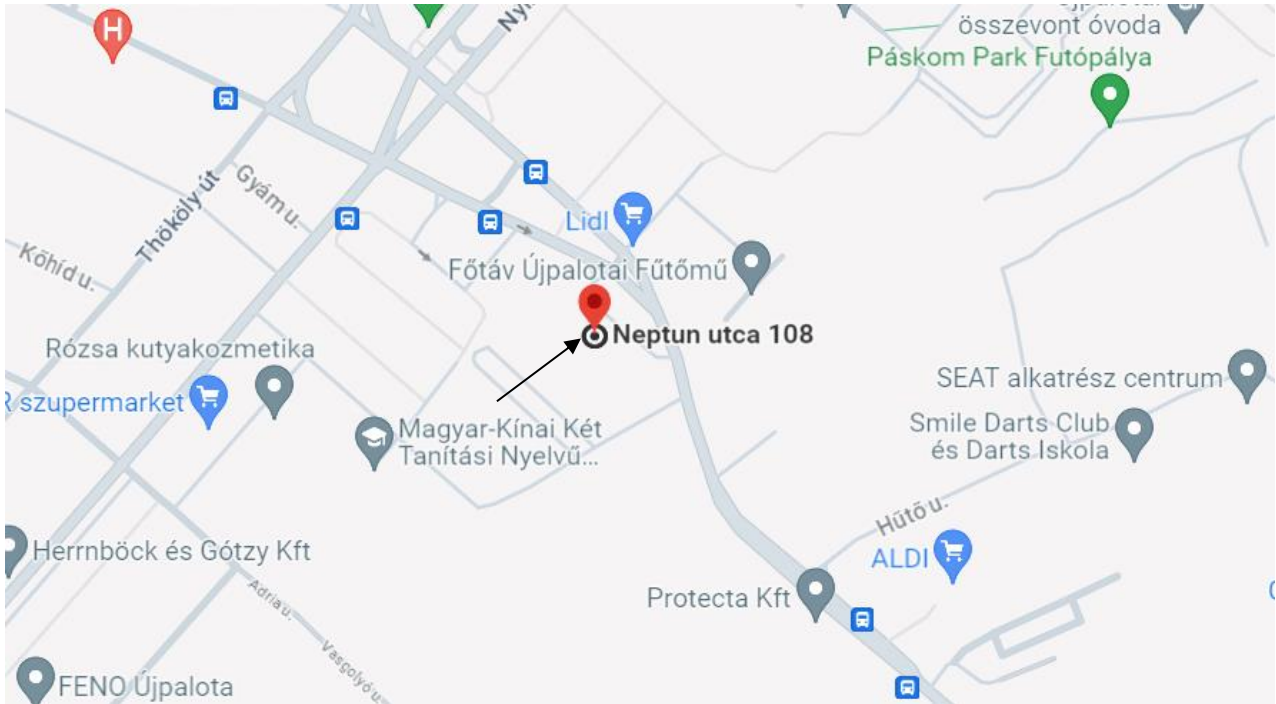 H
Ny
összevont óvoda
Páskom Park Futópálya
Gyám u.
Thököly út
Kőhíd u.
Lidl
Főtáv Újpalotai Fűtőmű
Neptun utca 108
Rózsa kutyakozmetika
R szupermarket
SEAT alkatrész centrum
Magyar-Kínai Két
Tanítási Nyelvű...
Smile Darts Club
és Darts Iskola
Hűtő u.
Herrnböck és Gótzy Kft
ALDI
Adria u.
Protecta Kft
Vasgolyó u.
FENO Újpalota